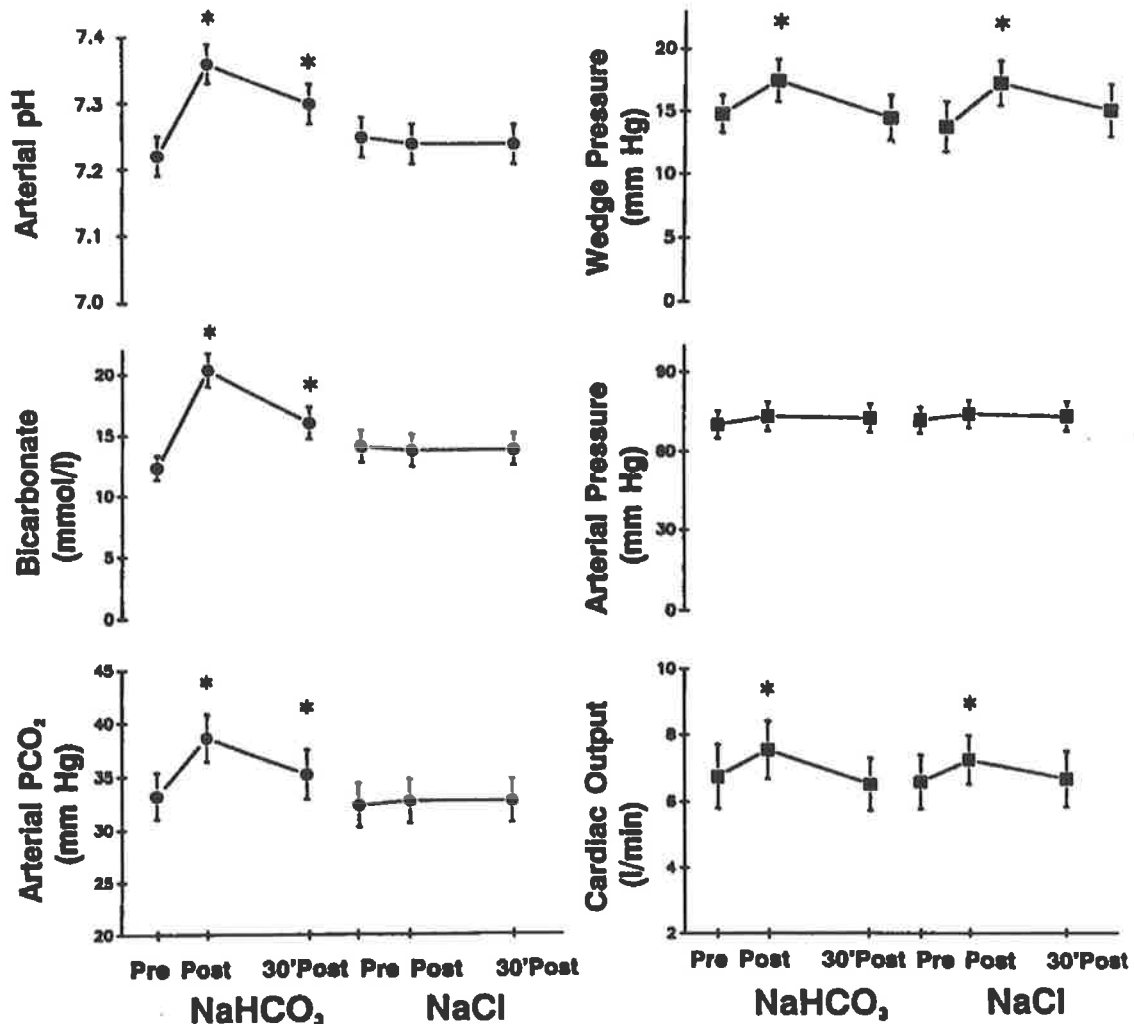 Arterial pH
7.4
7.3
7.2
7.1
7.0
*
*
Bicarbonate
(mmol/l)
20
15
10
5
0
*
*
Arterial PCO₂
(mm Hg)
45
40
35
30
25
20
*
*
Pre Post 30'Post Pre Post 30'Post
NaHCO₃ NaCl
Wedge Pressure
(mm Hg)
20
15
10
5
0
*
*
Arterial Pressure
(mm Hg)
90
60
30
0
Cardiac Output
(l/min)
10
8
6
4
2
*
*
Pre Post 30'Post Pre Post 30'Post
NaHCO₃ NaCl